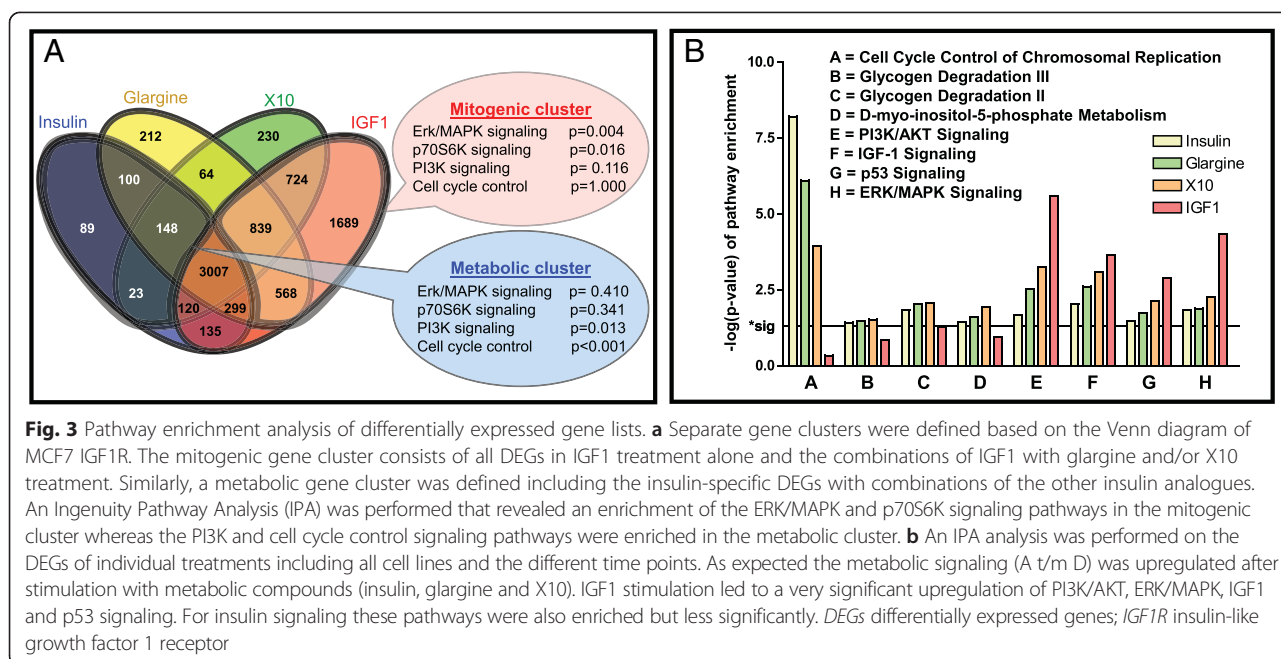 A
Insulin
Glargine
X10
IGF1
212
230
100
64
724
89
148
839
1689
3007
23
120
299
568
135
Mitogenic cluster
Erk/MAPK signaling p=0.004
p70S6K signaling p=0.016
PI3K signaling p= 0.116
Cell cycle control p=1.000
Metabolic cluster
Erk/MAPK signaling p= 0.410
p70S6K signaling p=0.341
PI3K signaling p=0.013
Cell cycle control p<0.001
B
A = Cell Cycle Control of Chromosomal Replication
B = Glycogen Degradation III
C = Glycogen Degradation II
D = D-myo-inositol-5-phosphate Metabolism
E = PI3K/AKT Signaling
F = IGF-1 Signaling
G = p53 Signaling
H = ERK/MAPK Signaling
Insulin
Glargine
X10
IGF1
-log(p-value) of pathway enrichment
10.0
7.5
5.0
2.5
*sig
0.0
A B C D E F G H
Fig. 3 Pathway enrichment analysis of differentially expressed gene lists. a Separate gene clusters were defined based on the Venn diagram of
MCF7 IGF1R. The mitogenic gene cluster consists of all DEGs in IGF1 treatment alone and the combinations of IGF1 with glargine and/or X10
treatment. Similarly, a metabolic gene cluster was defined including the insulin-specific DEGs with combinations of the other insulin analogues.
An Ingenuity Pathway Analysis (IPA) was performed that revealed an enrichment of the ERK/MAPK and p70S6K signaling pathways in the mitogenic
cluster whereas the PI3K and cell cycle control signaling pathways were enriched in the metabolic cluster. b An IPA analysis was performed on the
DEGs of individual treatments including all cell lines and the different time points. As expected the metabolic signaling (A t/m D) was upregulated after
stimulation with metabolic compounds (insulin, glargine and X10). IGF1 stimulation led to a very significant upregulation of PI3K/AKT, ERK/MAPK, IGF1
and p53 signaling. For insulin signaling these pathways were also enriched but less significantly. DEGs differentially expressed genes; IGF1R insulin-like
growth factor 1 receptor